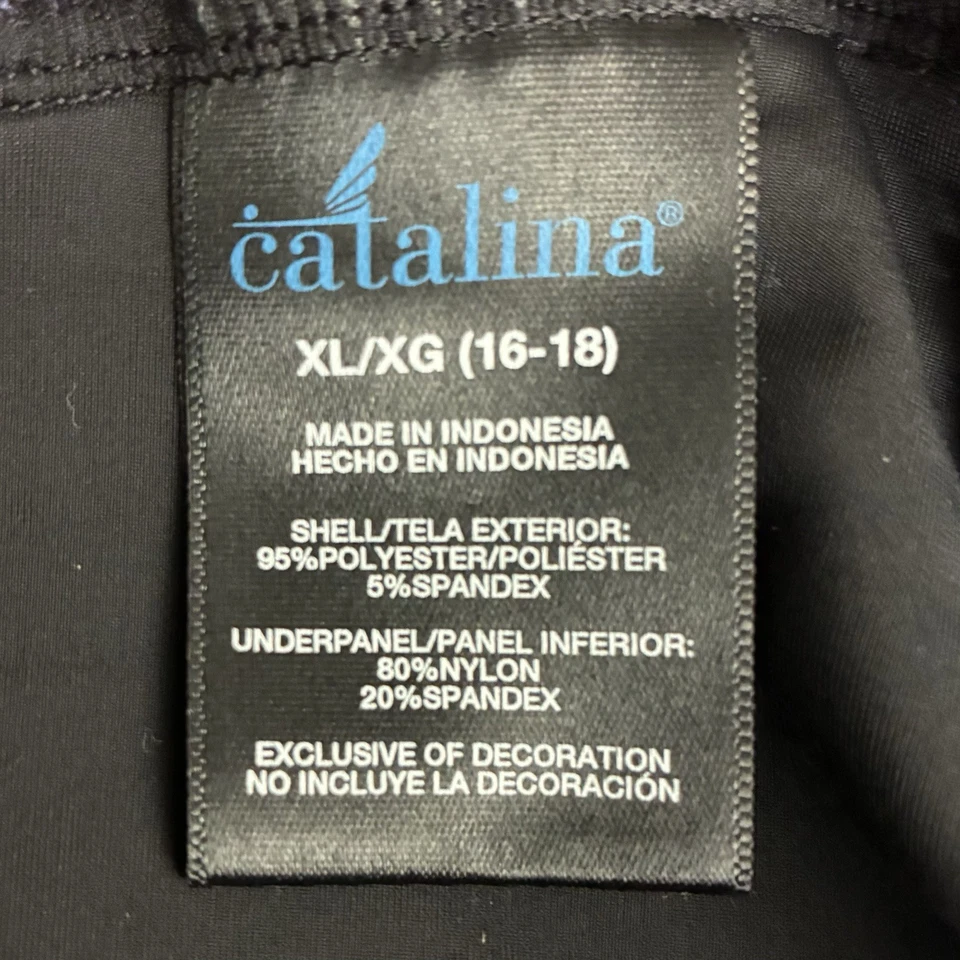 catalina®
XL/XG (16-18)
MADE IN INDONESIA
HECHO EN INDONESIA
SHELL/TELA EXTERIOR:
95%POLYESTER/POLIÉSTER
5%SPANDEX
UNDERPANEL/PANEL INFERIOR:
80%NYLON
20%SPANDEX
EXCLUSIVE OF DECORATION
NO INCLUYE LA DECORACIÓN